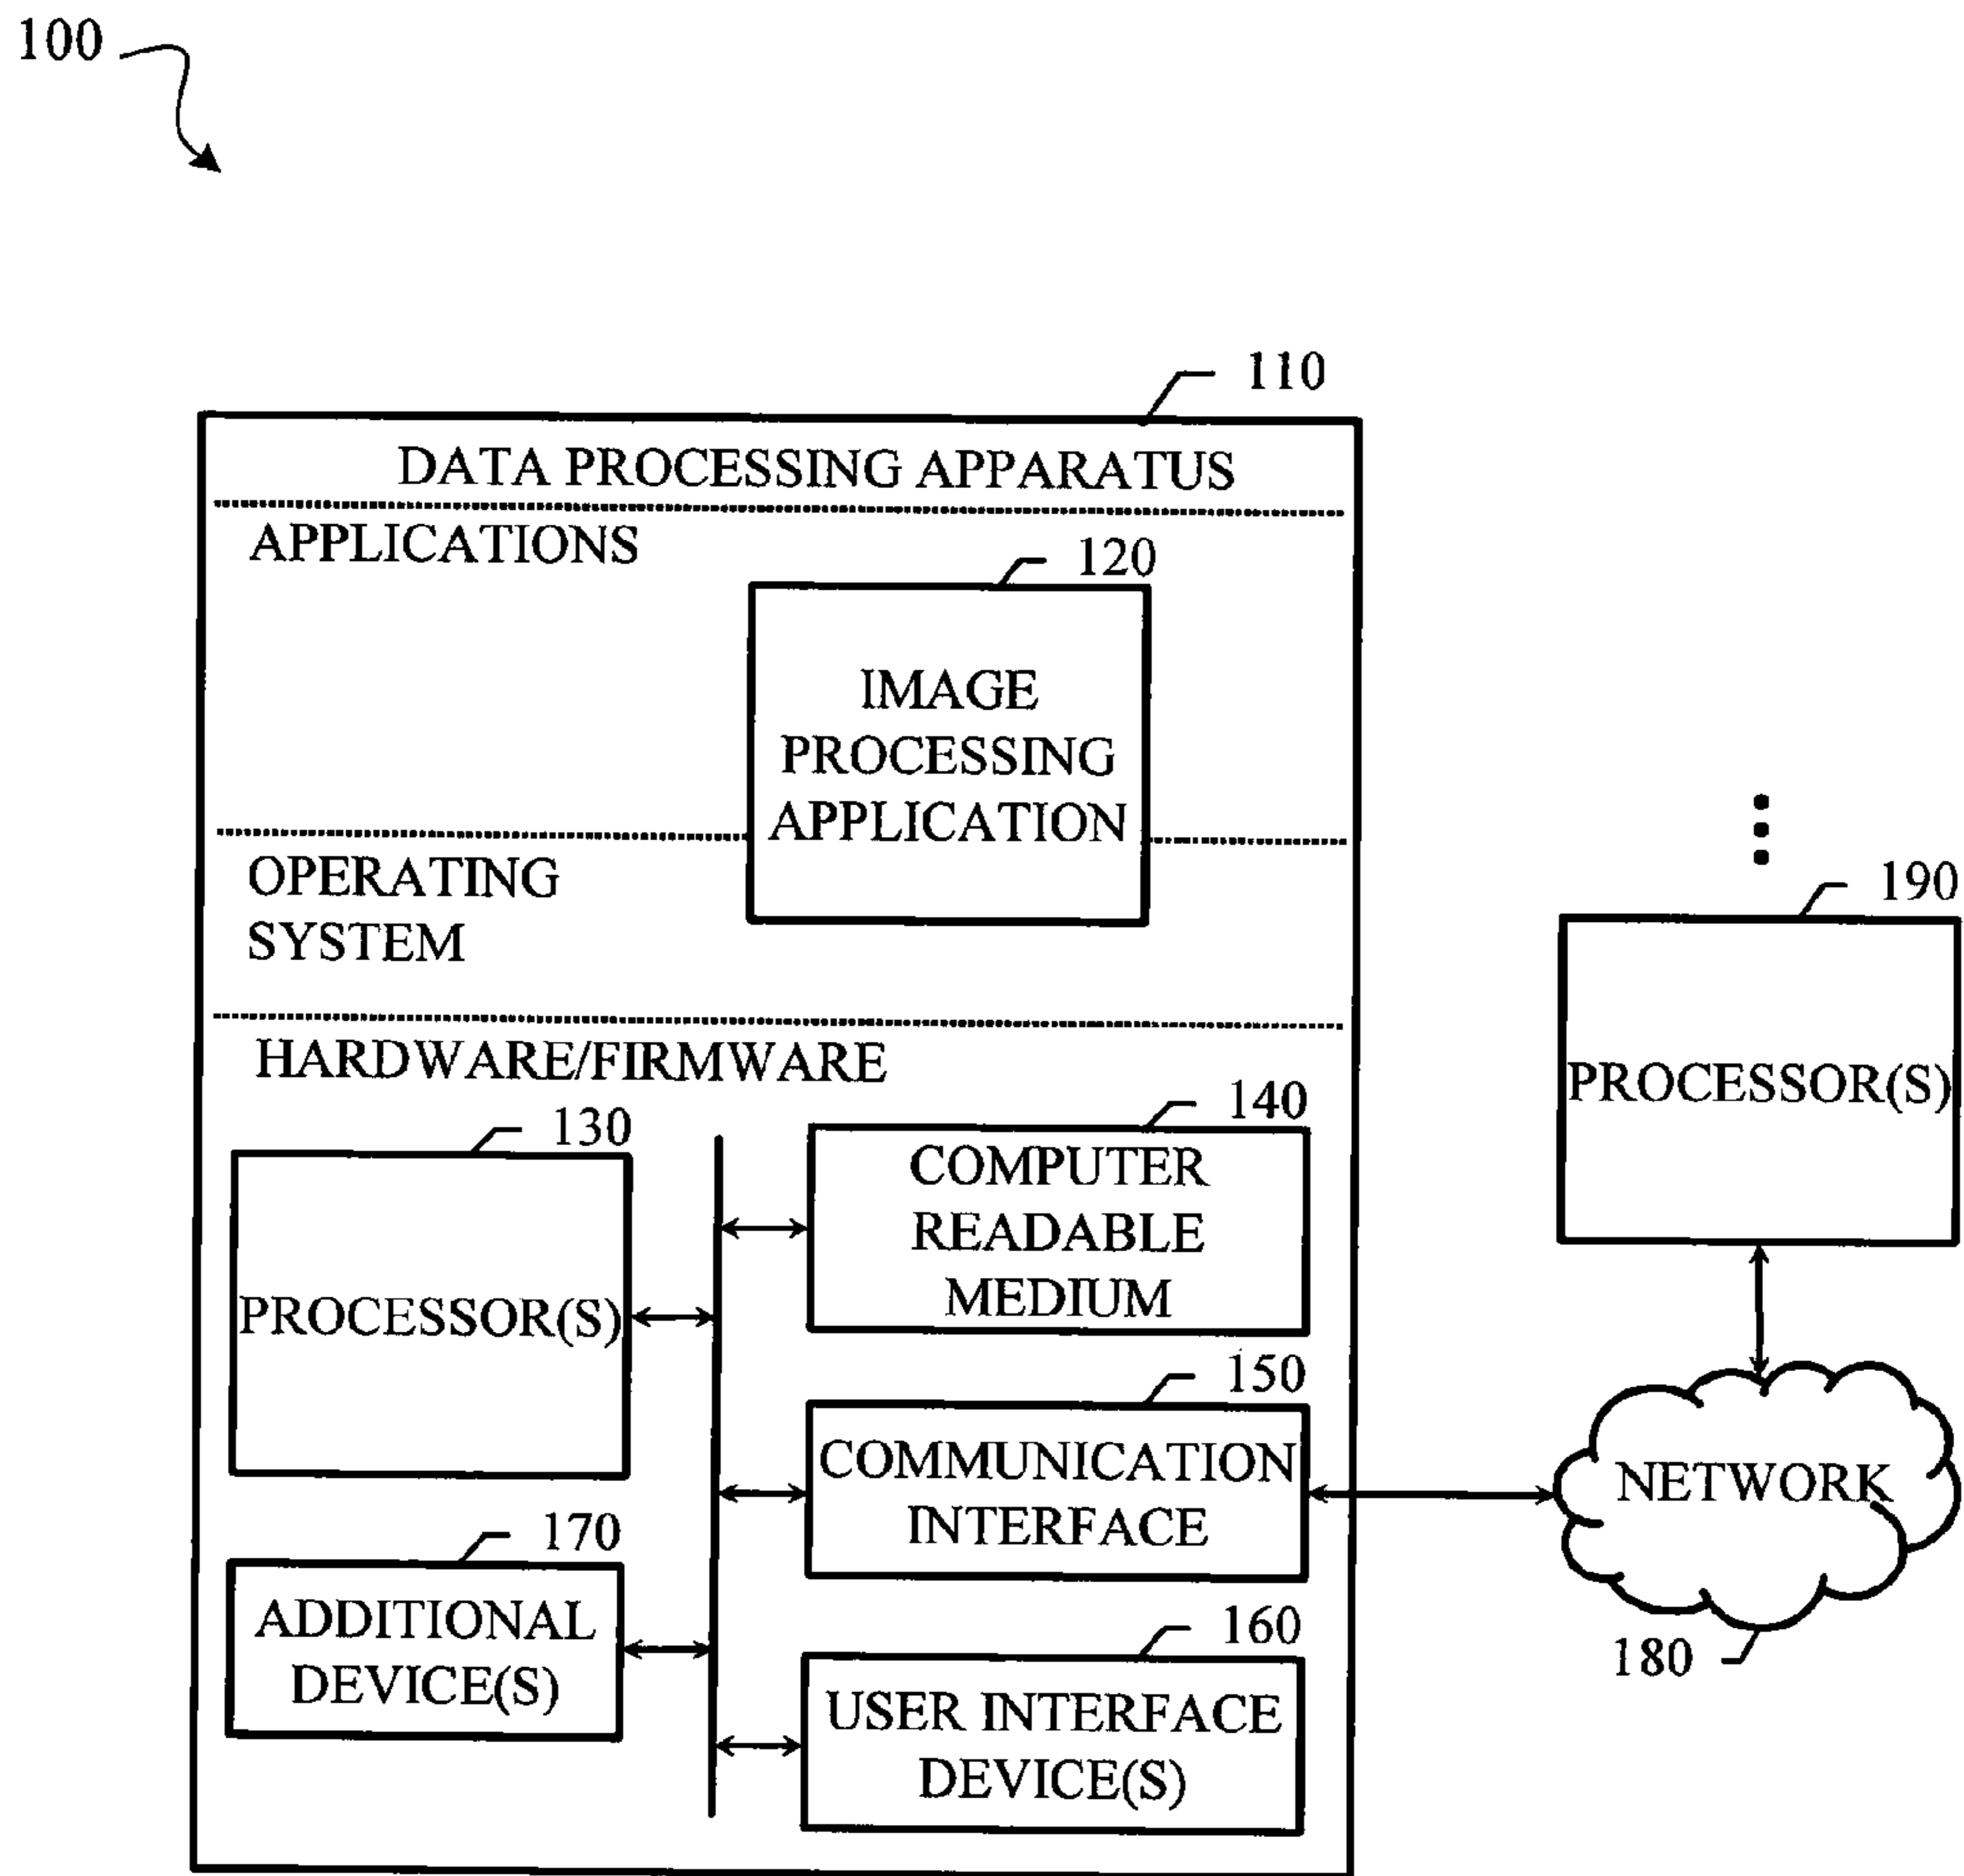 100
110
DATA PROCESSING APPARATUS
APPLICATIONS
120
IMAGE
PROCESSING
APPLICATION
OPERATING
SYSTEM
190
PROCESSOR(S)
HARDWARE/FIRMWARE
130
PROCESSOR(S)
140
COMPUTER
READABLE
MEDIUM
150
COMMUNICATION
INTERFACE
NETWORK
180
170
ADDITIONAL
DEVICE(S)
160
USER INTERFACE
DEVICE(S)